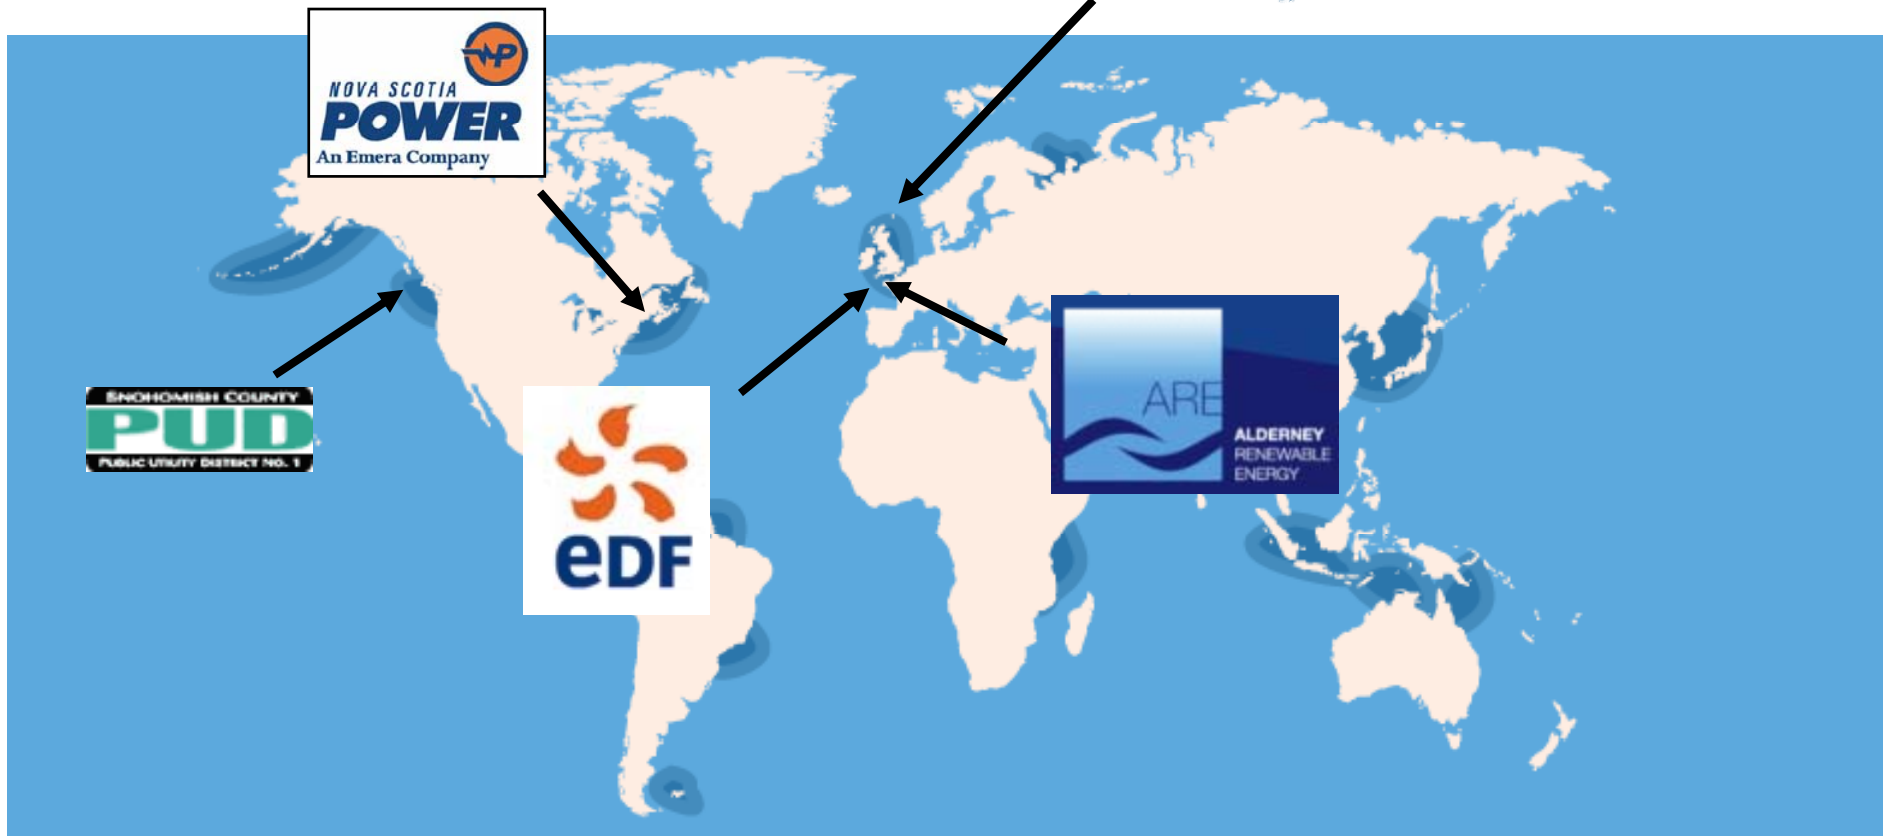 NP
NOVA SCOTIA
POWER
An Emera Company
SNOHOMISH COUNTY
PUD
PUBLIC UTILITY DISTRICT NO. 1
eDF
ARE
ALDERNEY
RENEWABLE
ENERGY